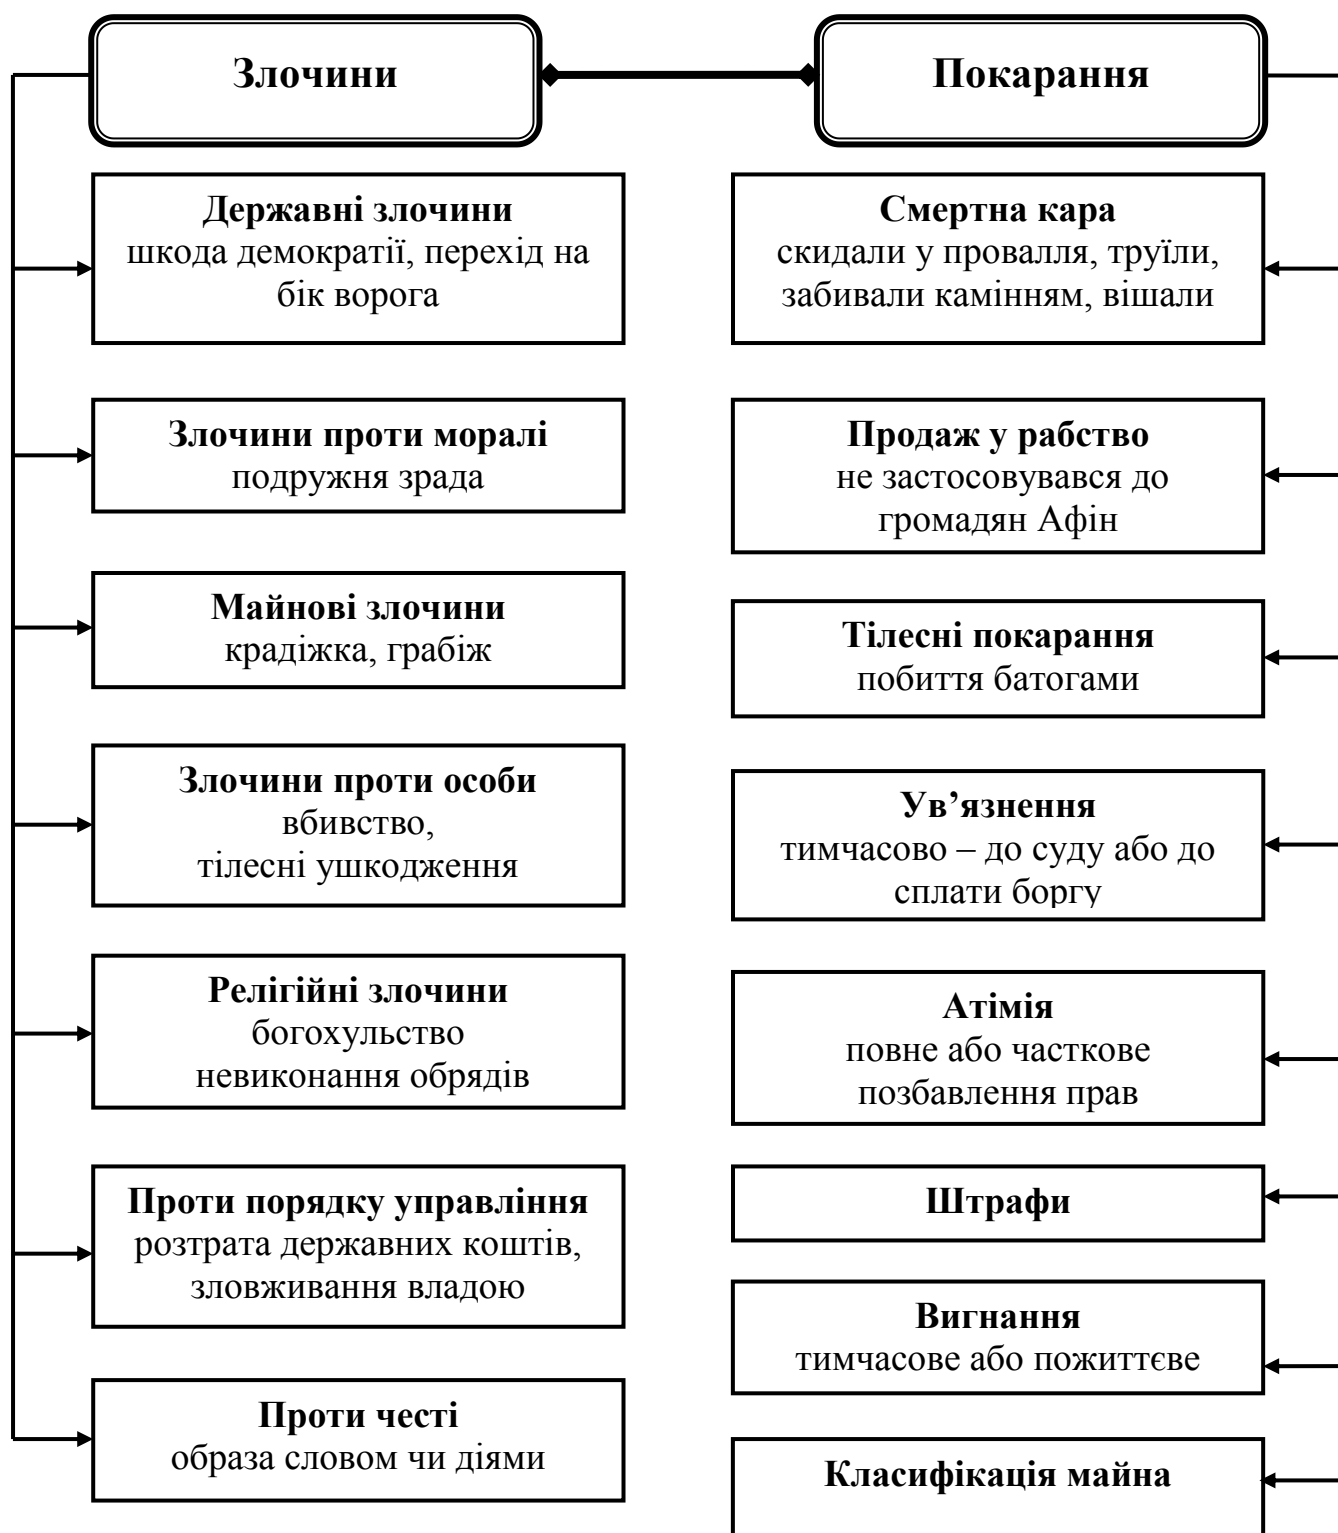 Злочини
Державні злочини
шкода демократії, перехід на
бік ворога
Злочини проти моралі
подружня зрада
Майнові злочини
крадіжка, грабіж
Злочини проти особи
вбивство,
тілесні ушкодження
Релігійні злочини
богохульство
невиконання обрядів
Проти порядку управління
розтрата державних коштів,
зловживання владою
Проти честі
образа словом чи діями
Покарання
Смертна кара
скидали у провалля, труїли,
забивали камінням, вішали
Продаж у рабство
не застосовувався до
громадян Афін
Тілесні покарання
побиття батогами
Ув’язнення
тимчасово – до суду або до
сплати боргу
Атімія
повне або часткове
позбавлення прав
Штрафи
Вигнання
тимчасове або пожиттєве
Класифікація майна